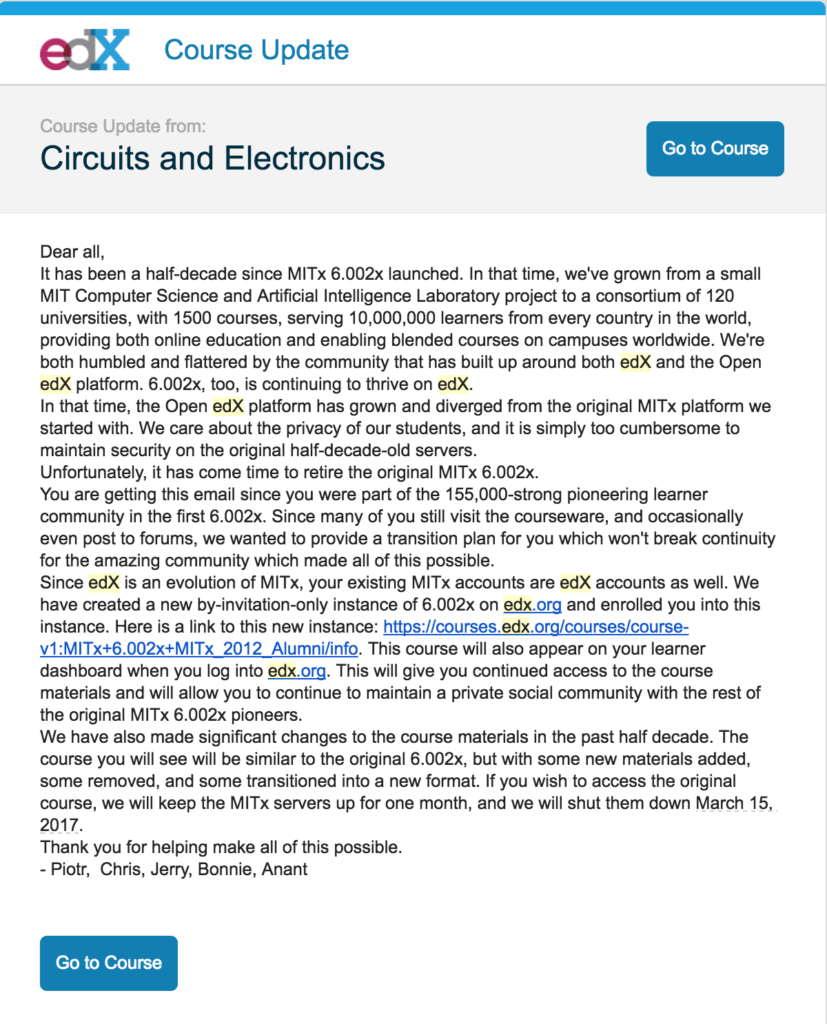 edX Course Update
Course Update from:
Circuits and Electronics
Go to Course
Dear all,
It has been a half-decade since MITx 6.002x launched. In that time, we've grown from a small
MIT Computer Science and Artificial Intelligence Laboratory project to a consortium of 120
universities, with 1500 courses, serving 10,000,000 learners from every country in the world,
providing both online education and enabling blended courses on campuses worldwide. We're
both humbled and flattered by the community that has built up around both edX and the Open
edX platform. 6.002x, too, is continuing to thrive on edX.
In that time, the Open edX platform has grown and diverged from the original MITx platform we
started with. We care about the privacy of our students, and it is simply too cumbersome to
maintain security on the original half-decade-old servers.
Unfortunately, it has come time to retire the original MITx 6.002x.
You are getting this email since you were part of the 155,000-strong pioneering learner
community in the first 6.002x. Since many of you still visit the courseware, and occasionally
even post to forums, we wanted to provide a transition plan for you which won't break continuity
for the amazing community which made all of this possible.
Since edX is an evolution of MITx, your existing MITx accounts are edX accounts as well. We
have created a new by-invitation-only instance of 6.002x on edx.org and enrolled you into this
instance. Here is a link to this new instance: https://courses.edx.org/courses/course-
v1:MITx+6.002x+MITx_2012_Alumni/info. This course will also appear on your learner
dashboard when you log into edx.org. This will give you continued access to the course
materials and will allow you to continue to maintain a private social community with the rest of
the original MITx 6.002x pioneers.
We have also made significant changes to the course materials in the past half decade. The
course you will see will be similar to the original 6.002x, but with some new materials added,
some removed, and some transitioned into a new format. If you wish to access the original
course, we will keep the MITx servers up for one month, and we will shut them down March 15,
2017.
Thank you for helping make all of this possible.
- Piotr,  Chris, Jerry, Bonnie, Anant
Go to Course